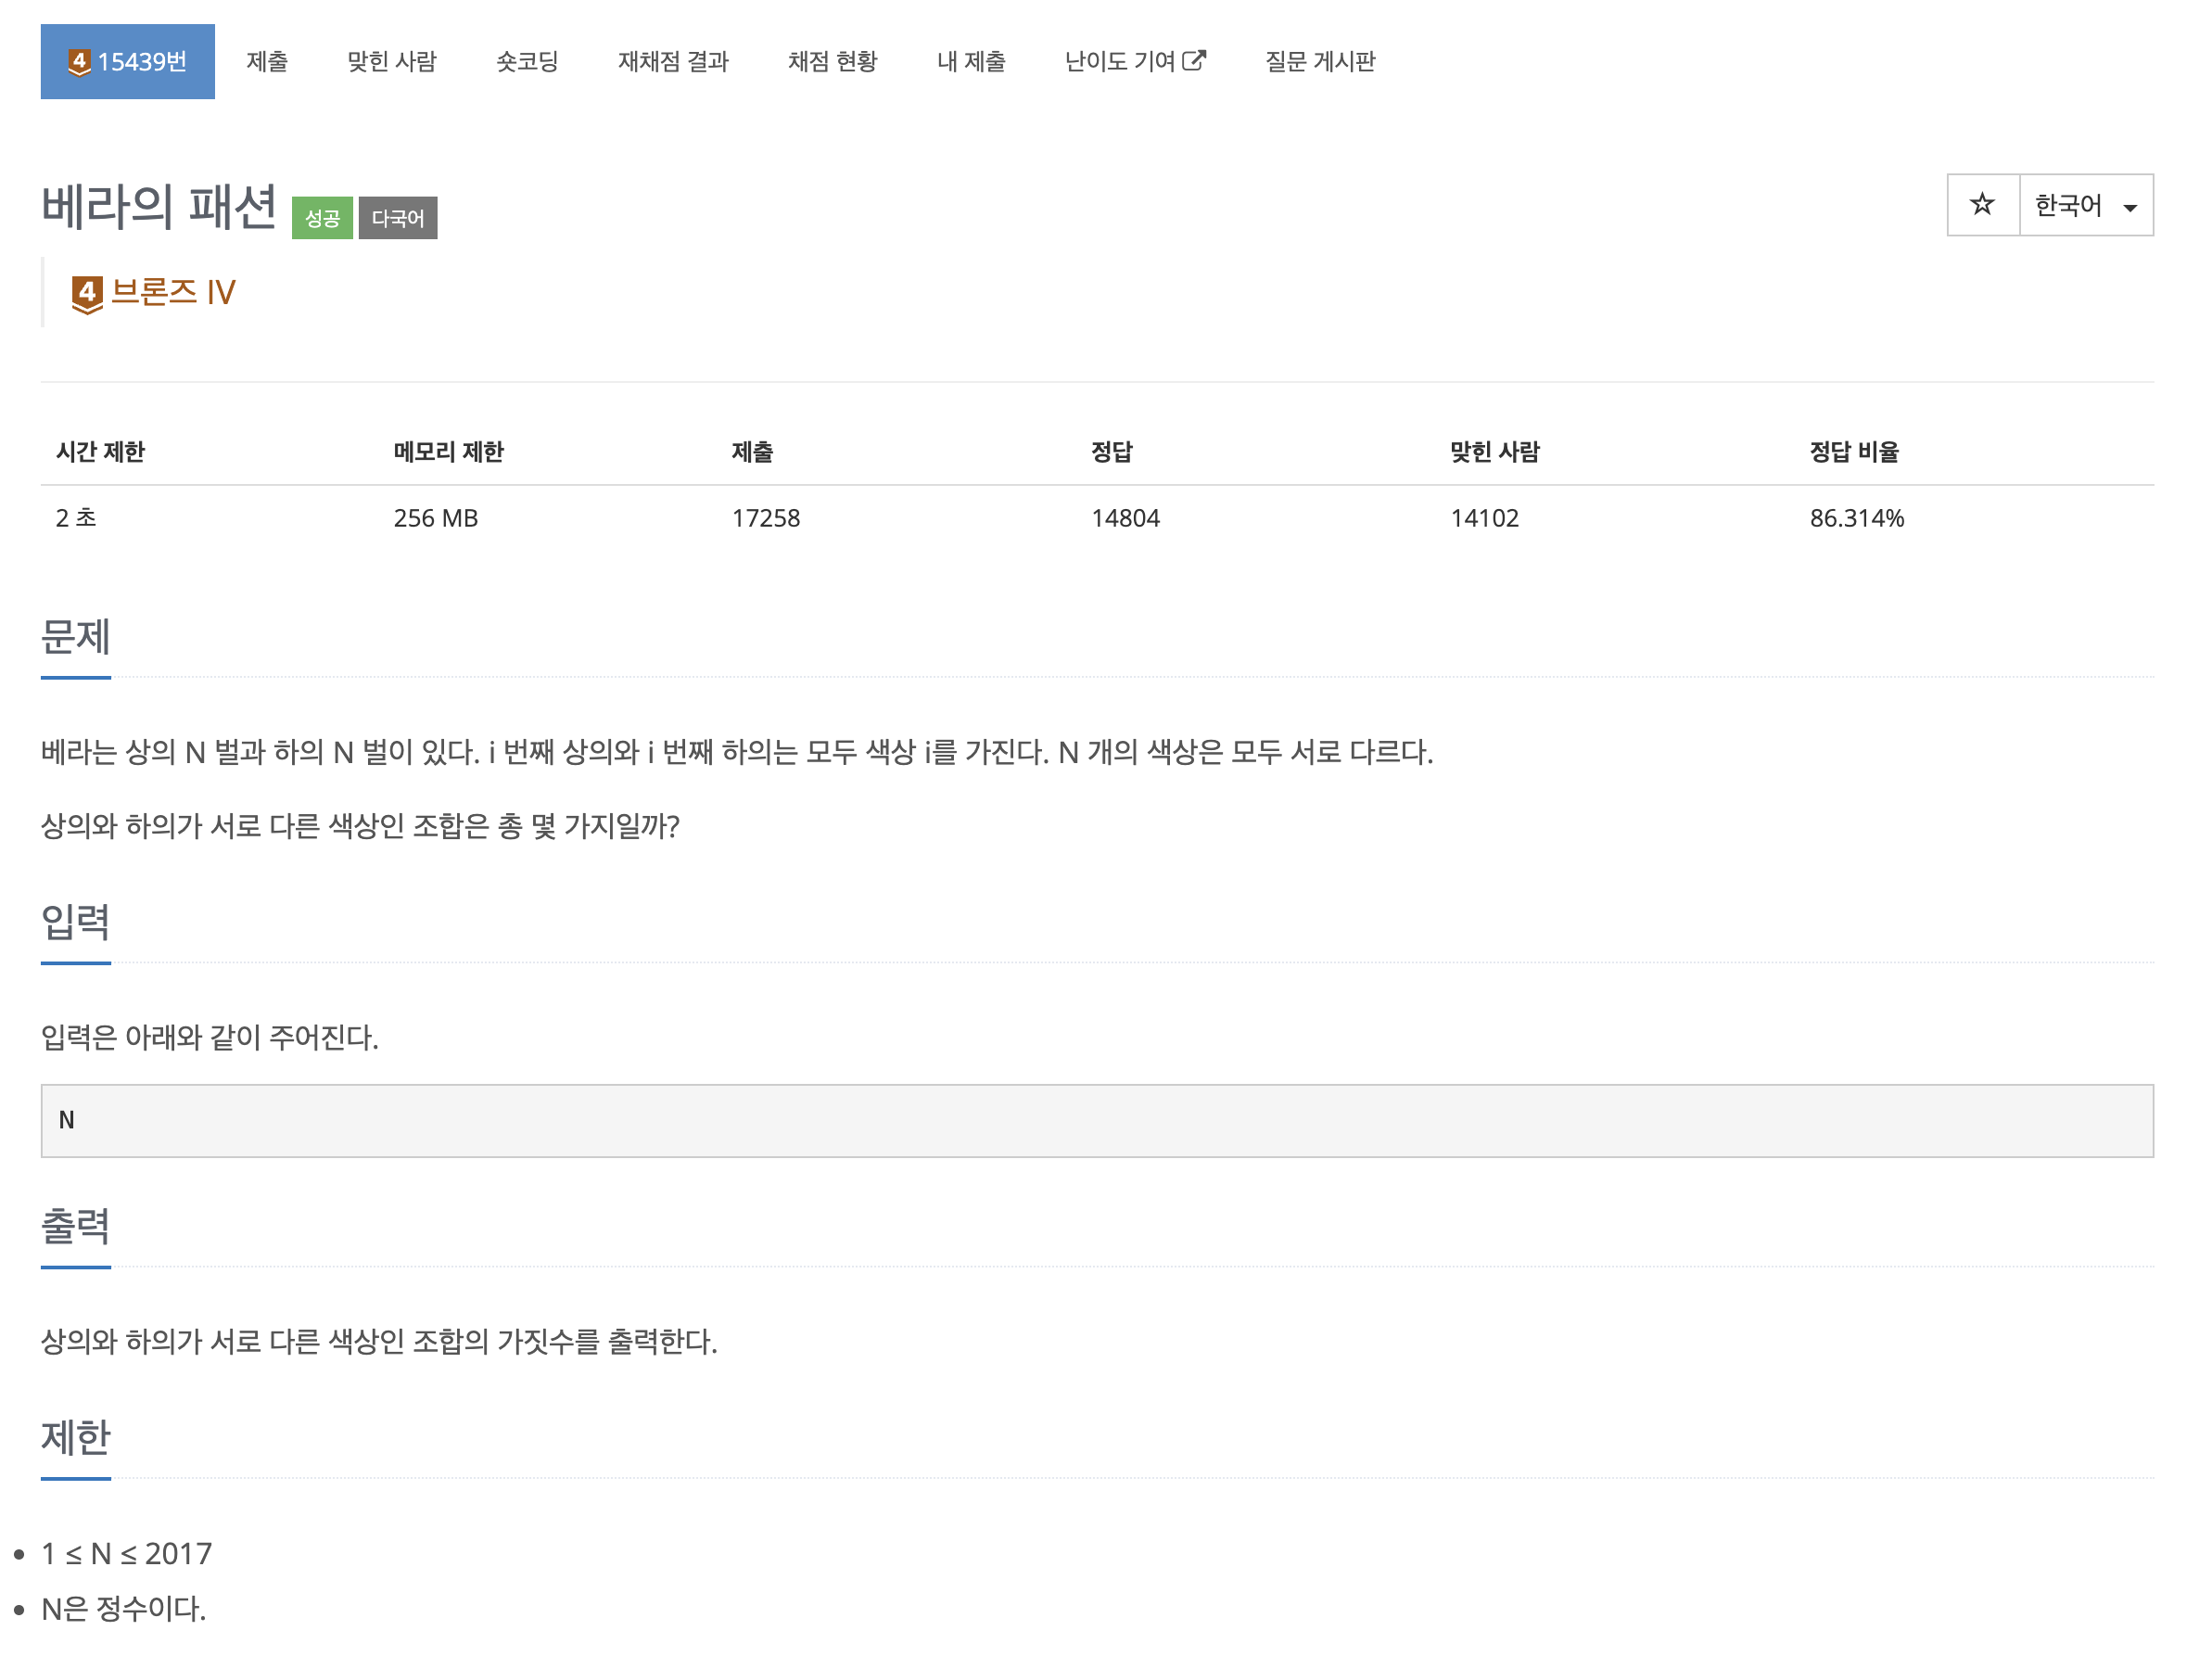 4 15439번 제출 맞힌 사람 숏코딩 재채점 결과 채점 현황 내 제출 난이도 기여 질문 게시판
베라의 패션 성공 다국어 한국어
4 브론즈 IV
시간 제한 메모리 제한 제출 정답 맞힌 사람 정답 비율
2 초 256 MB 17258 14804 14102 86.314%
문제
베라는 상의 N 벌과 하의 N 벌이 있다. i 번째 상의와 i 번째 하의는 모두 색상 i를 가진다. N 개의 색상은 모두 서로 다르다.
상의와 하의가 서로 다른 색상인 조합은 총 몇 가지일까?
입력
입력은 아래와 같이 주어진다.
N
출력
상의와 하의가 서로 다른 색상인 조합의 가짓수를 출력한다.
제한
• 1 ≤ N ≤ 2017
• N은 정수이다.